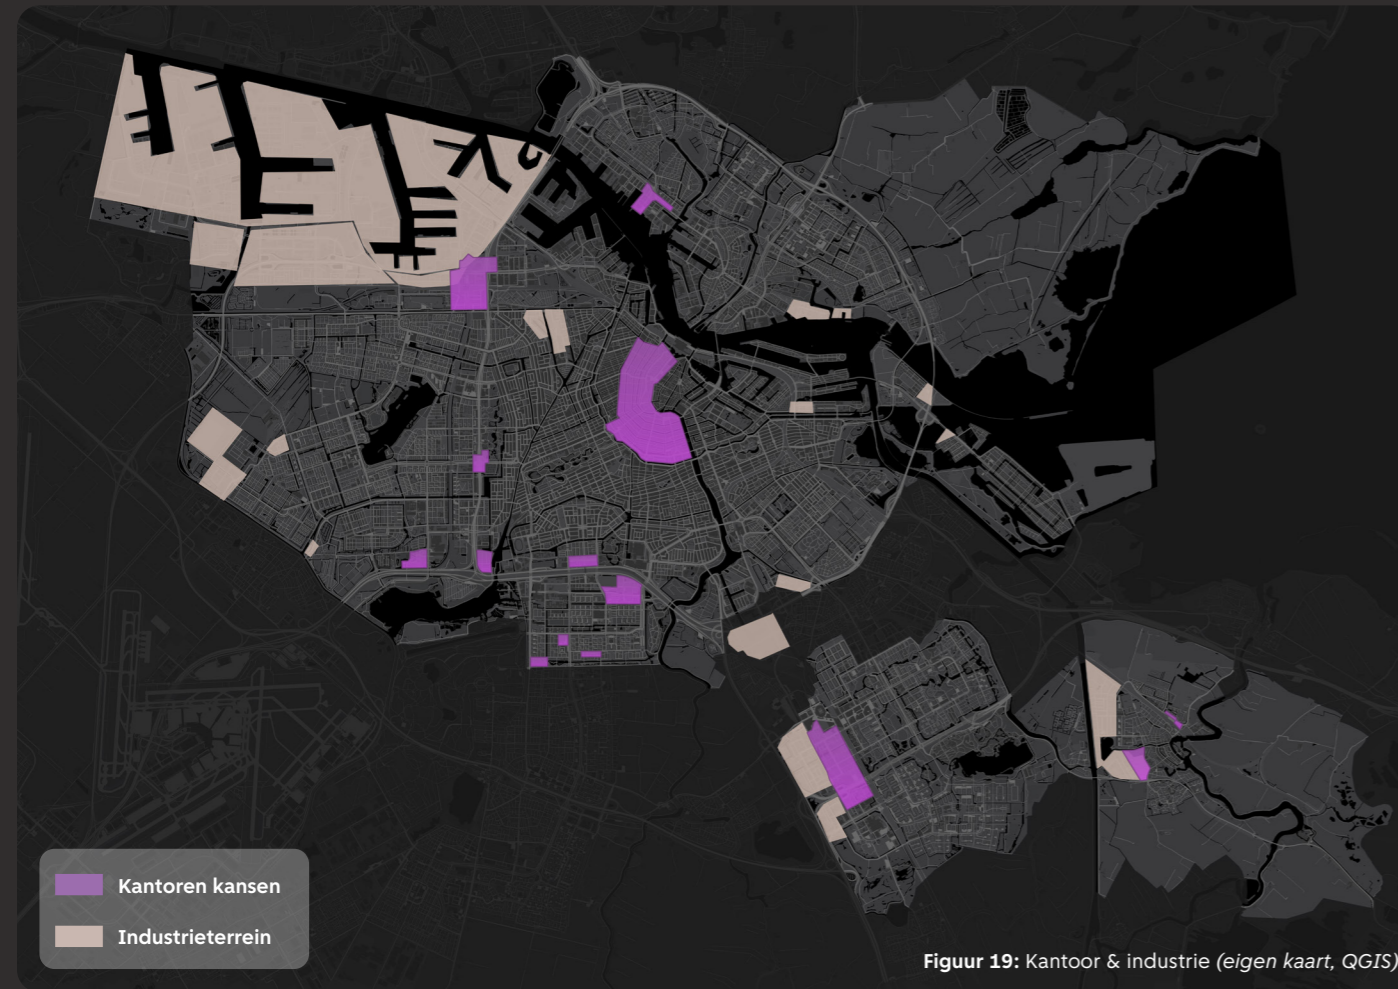 Kantoren kansen
Industrieterrein
Figuur 19: Kantoor & industrie (eigen kaart, QGIS)